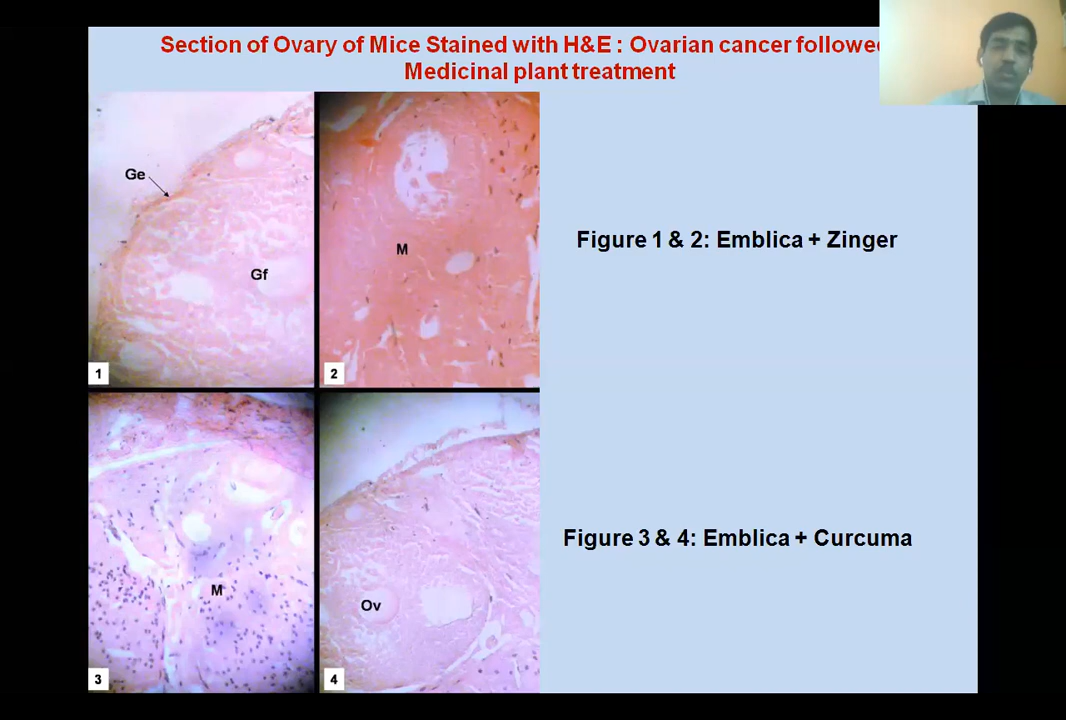 Section of Ovary of Mice Stained with H&E : Ovarian cancer followe
Medicinal plant treatment
Ge
Gf
1
M
2
Figure 1 & 2: Emblica + Zinger
M
3
Ov
4
Figure 3 & 4: Emblica + Curcuma